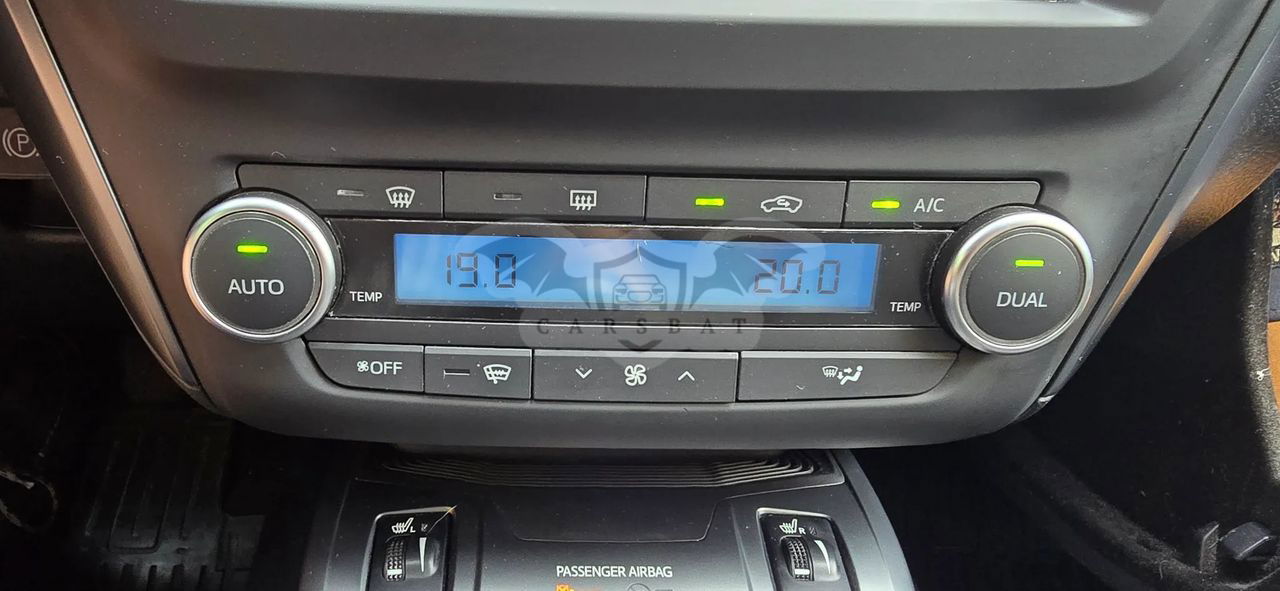 P
A/C
AUTO
TEMP
19.0
20.0
TEMP
DUAL
CARSBAT
OFF
L
R
PASSENGER AIRBAG